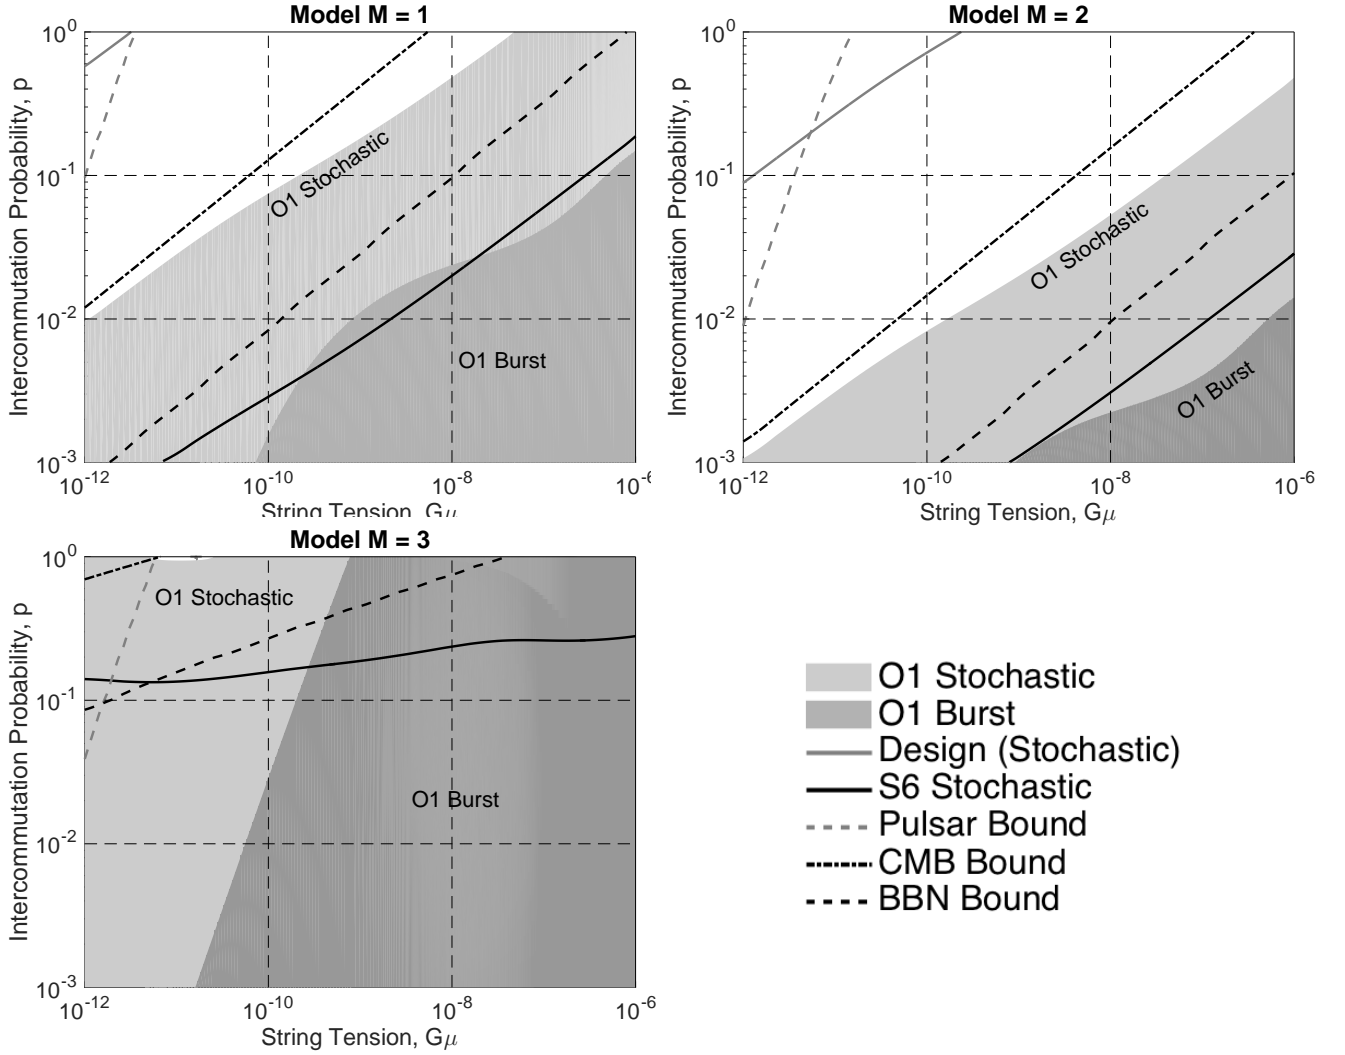 Model M = 1
10^0
10^-1
10^-2
10^-3
Intercommutation Probability, p
O1 Stochastic
O1 Burst
10^-12
10^-10
10^-8
10^-6
String Tension, Gμ
Model M = 2
10^0
10^-1
10^-2
10^-3
Intercommutation Probability, p
O1 Stochastic
O1 Burst
10^-12
10^-10
10^-8
10^-6
String Tension, Gμ
Model M = 3
10^0
10^-1
10^-2
10^-3
Intercommutation Probability, p
O1 Stochastic
O1 Burst
10^-12
10^-10
10^-8
10^-6
String Tension, Gμ
O1 Stochastic
O1 Burst
Design (Stochastic)
S6 Stochastic
Pulsar Bound
CMB Bound
BBN Bound